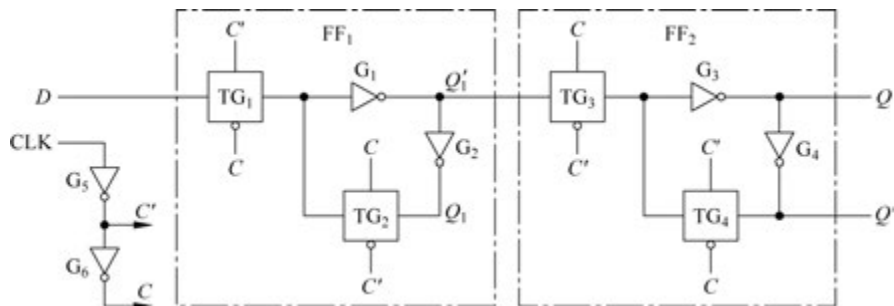 FF₁
FF₂
C'
C
G₁
Q₁'
G₃
D
TG₁
TG₃
Q
CLK
C
C
G₂
C'
C'
G₄
G₅
C'
TG₂
Q₁
TG₄
Q'
G₆
C
C'
C